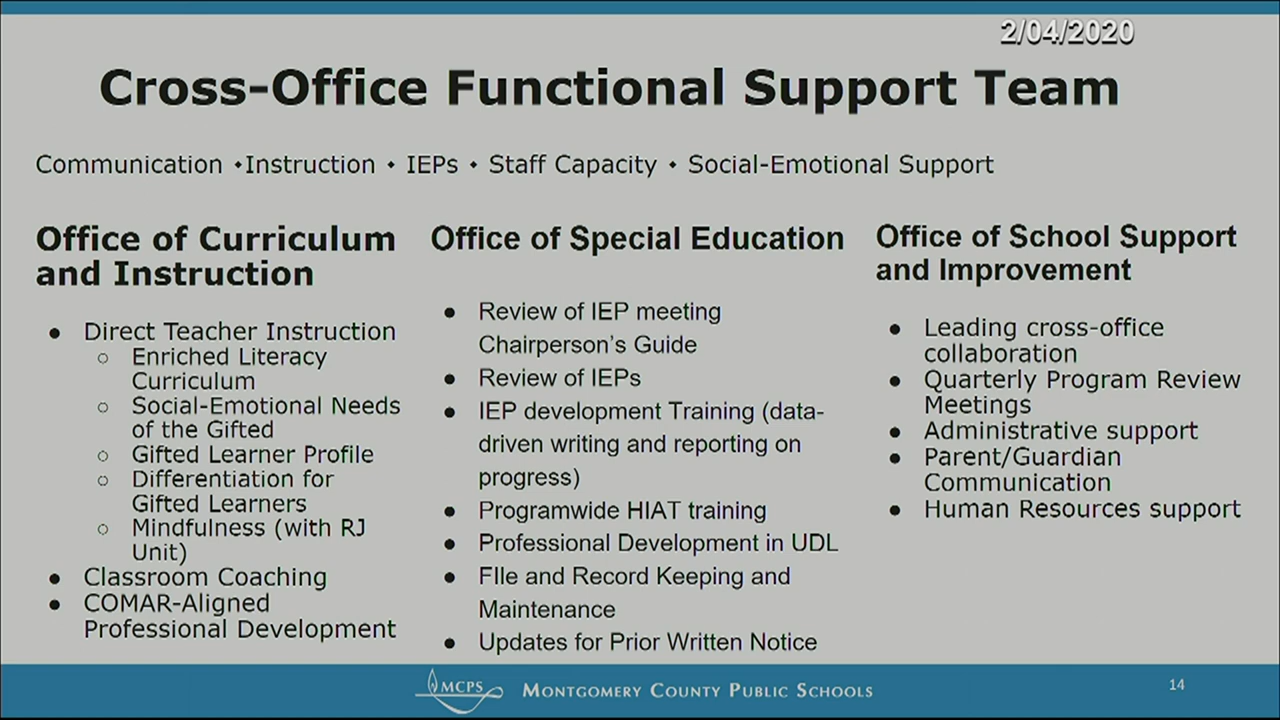 2/04/2020
Cross-Office Functional Support Team
Communication •Instruction • IEPs • Staff Capacity • Social-Emotional Support
Office of Curriculum
and Instruction
● Direct Teacher Instruction
○ Enriched Literacy
Curriculum
○ Social-Emotional Needs
of the Gifted
○ Gifted Learner Profile
○ Differentiation for
Gifted Learners
○ Mindfulness (with RJ
Unit)
● Classroom Coaching
● COMAR-Aligned
Professional Development
Office of Special Education
● Review of IEP meeting
Chairperson's Guide
● Review of IEPs
● IEP development Training (data-
driven writing and reporting on
progress)
● Programwide HIAT training
● Professional Development in UDL
● FIle and Record Keeping and
Maintenance
● Updates for Prior Written Notice
Office of School Support
and Improvement
● Leading cross-office
collaboration
● Quarterly Program Review
Meetings
● Administrative support
● Parent/Guardian
Communication
● Human Resources support
MCPS
Montgomery County Public Schools
14